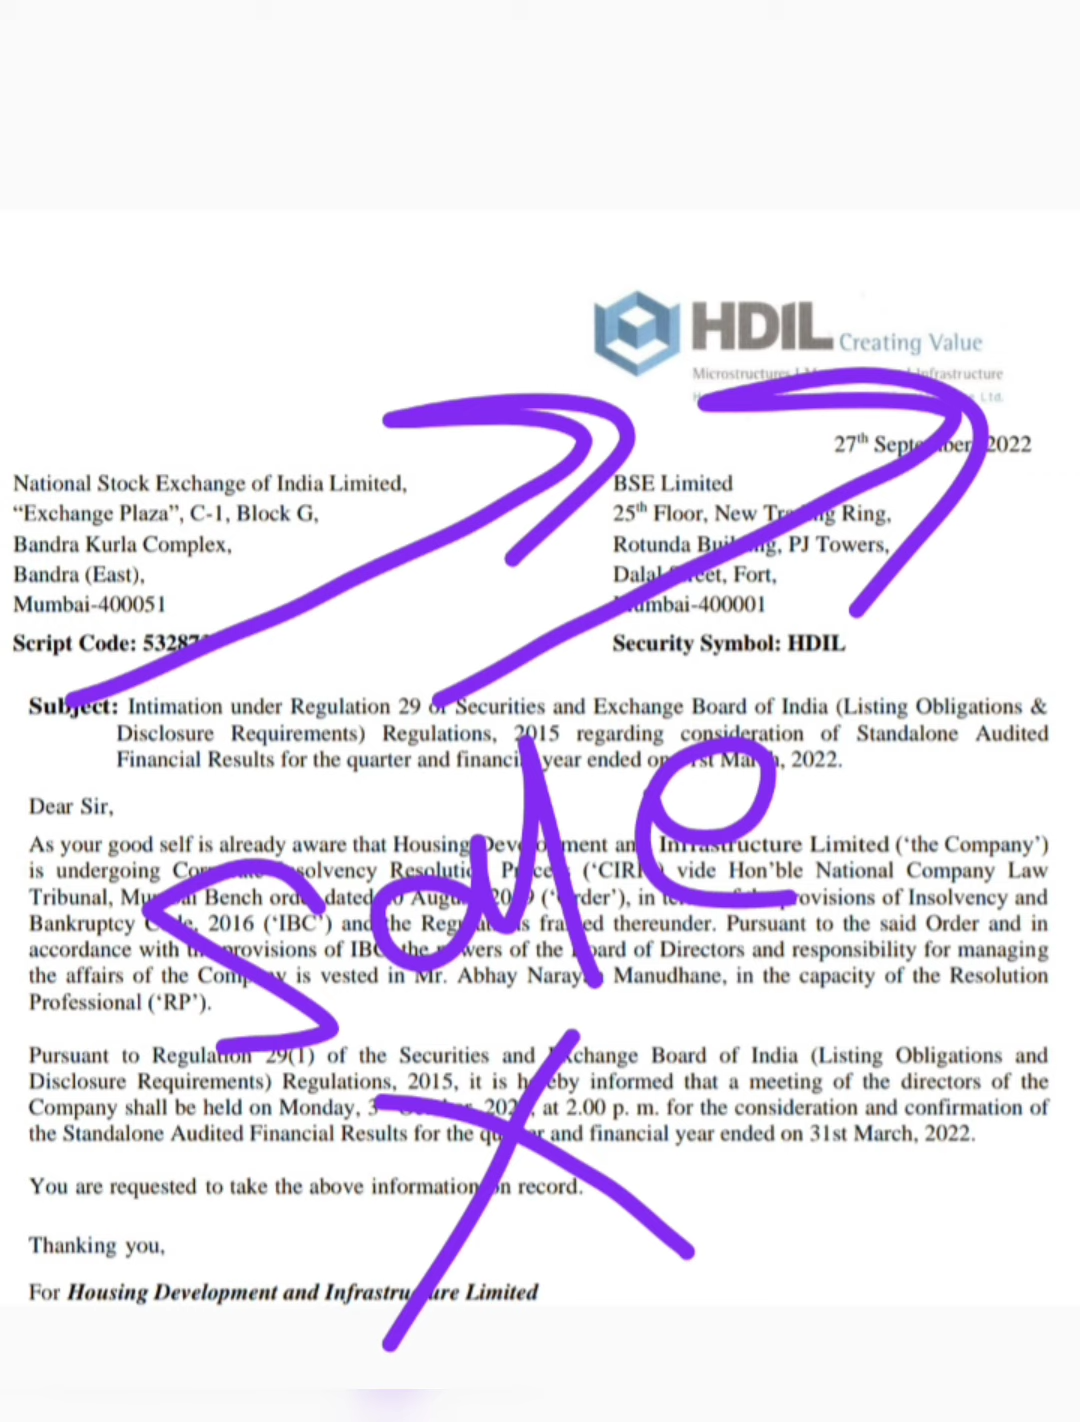 HDIL Creating Value
Microstructures Infrastructure
Ltd.
27th September 2022
National Stock Exchange of India Limited,
“Exchange Plaza”, C-1, Block G,
Bandra Kurla Complex,
Bandra (East),
Mumbai-400051
Script Code: 53287
BSE Limited
25th Floor, New Trading Ring,
Rotunda Building, PJ Towers,
Dalal Street, Fort,
Mumbai-400001
Security Symbol: HDIL
Subject: Intimation under Regulation 29 of Securities and Exchange Board of India (Listing Obligations &
Disclosure Requirements) Regulations, 2015 regarding consideration of Standalone Audited
Financial Results for the quarter and financial year ended on 31st March, 2022.
Dear Sir,
As your good self is already aware that Housing Development and Infrastructure Limited (‘the Company’)
is undergoing Corporate Insolvency Resolution Process (‘CIRP’) vide Hon’ble National Company Law
Tribunal, Mumbai Bench order dated August (‘Order’), in terms of the provisions of Insolvency and
Bankruptcy Code, 2016 (‘IBC’) and the Regulations framed thereunder. Pursuant to the said Order and in
accordance with the provisions of IBC, the powers of the Board of Directors and responsibility for managing
the affairs of the Company is vested in Mr. Abhay Narayan Manudhane, in the capacity of the Resolution
Professional (‘RP’).
Pursuant to Regulation 29(1) of the Securities and Exchange Board of India (Listing Obligations and
Disclosure Requirements) Regulations, 2015, it is hereby informed that a meeting of the directors of the
Company shall be held on Monday, 3 October, 202 , at 2.00 p. m. for the consideration and confirmation of
the Standalone Audited Financial Results for the quarter and financial year ended on 31st March, 2022.
You are requested to take the above information on record.
Thanking you,
For Housing Development and Infrastructure Limited
Sale